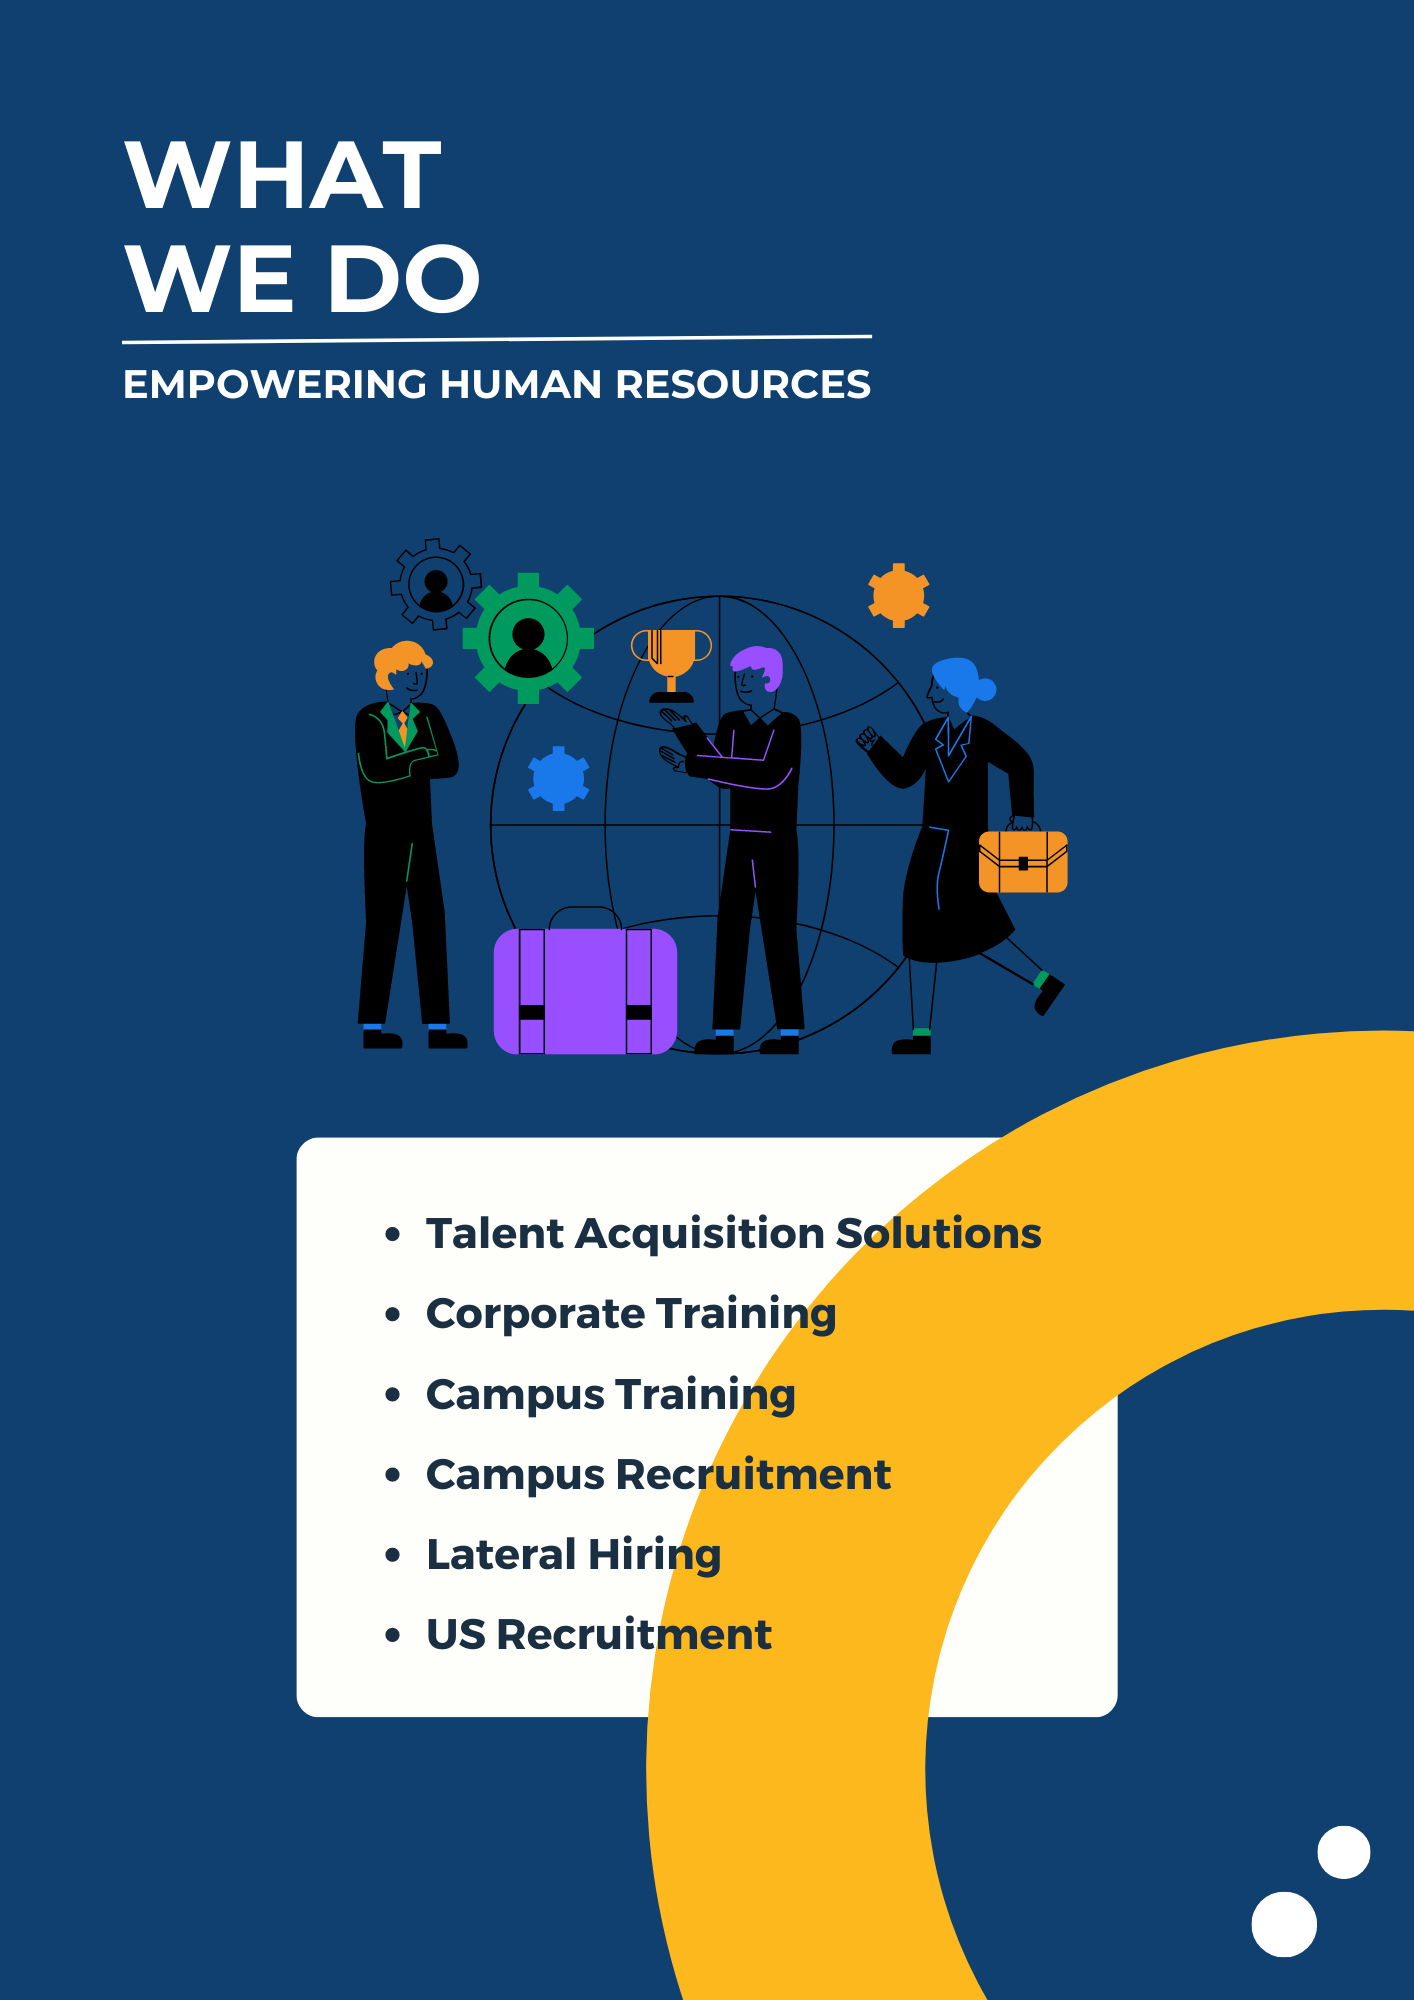 WHAT
WE DO
EMPOWERING HUMAN RESOURCES
• Talent Acquisition Solutions
• Corporate Training
• Campus Training
• Campus Recruitment
• Lateral Hiring
• US Recruitment